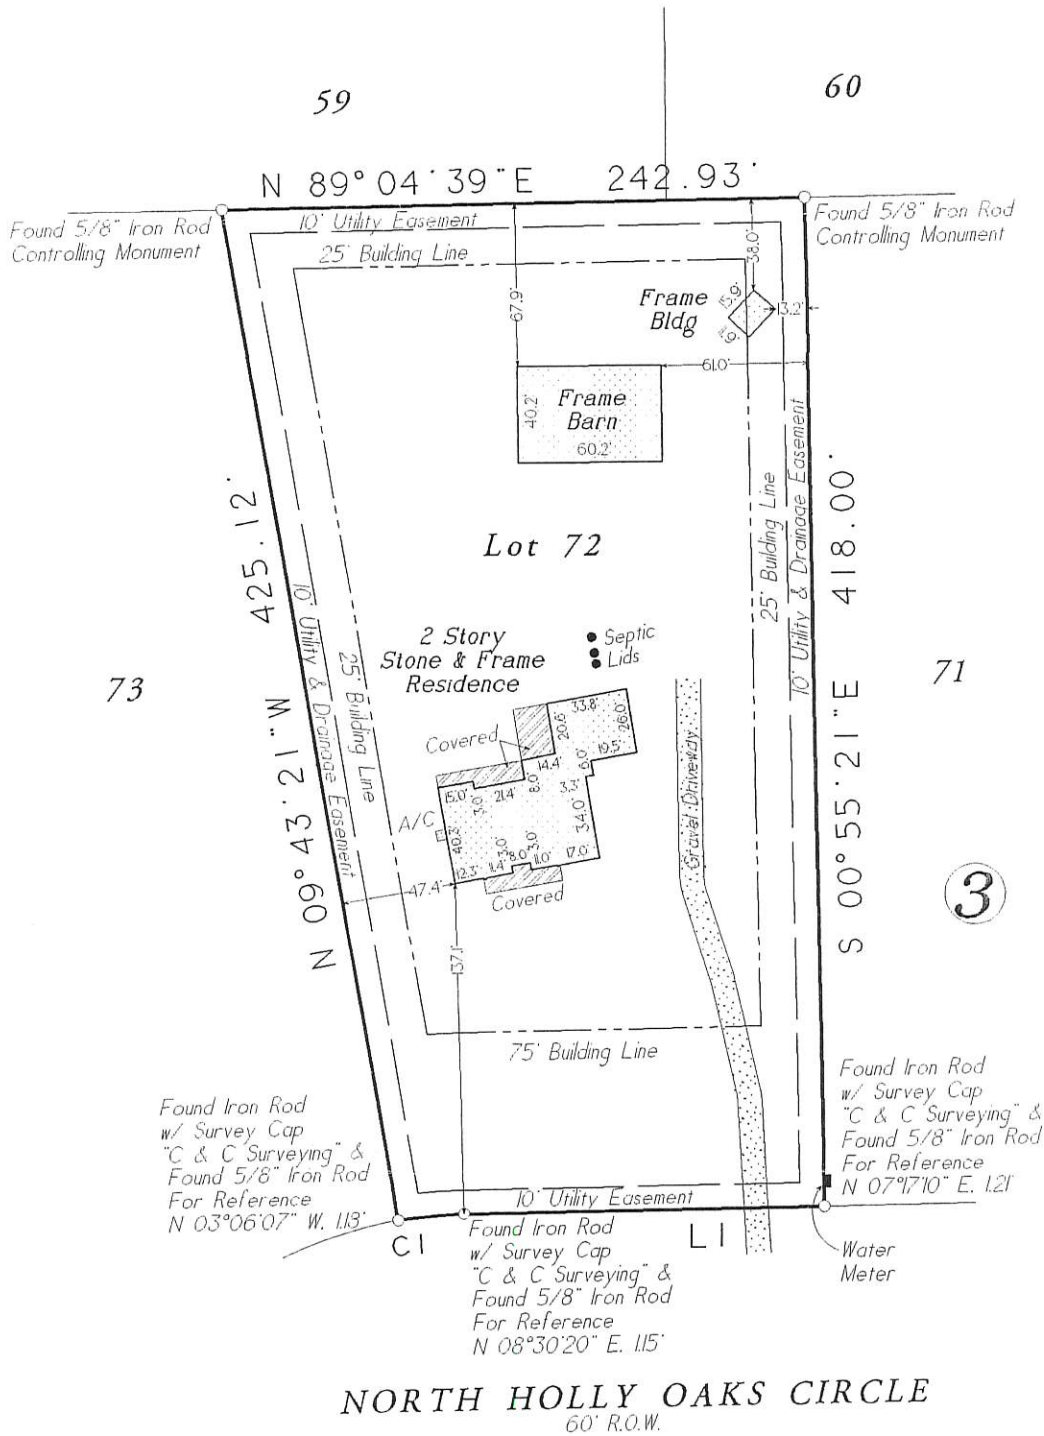 59
60
N 89° 04' 39" E 242.93'
Found 5/8" Iron Rod
Controlling Monument
Found 5/8" Iron Rod
Controlling Monument
10' Utility Easement
25' Building Line
38.0'
67.9'
Frame
Bldg
15.9'
11.9'
13.2'
61.0'
Frame
Barn
40.2'
60.2'
Lot 72
425.12'
N 09° 43' 21" W
10' Utility & Drainage Easement
25' Building Line
25' Building Line
10' Utility & Drainage Easement
418.00'
S 00° 55' 21" E
73
71
3
2 Story
Stone & Frame
Residence
Septic
Lids
Covered
33.8'
26.0'
20.6'
19.5'
14.4'
6.0'
8.0'
3.3'
15.0'
3.0'
21.4'
34.0'
A/C
40.3'
12.3'
11.4'
3.0'
8.0'
3.0'
11.0'
17.0'
Covered
47.4'
137.1'
Gravel Driveway
75' Building Line
Found Iron Rod
w/ Survey Cap
"C & C Surveying" &
Found 5/8" Iron Rod
For Reference
N 03°06'07" W. 1.13'
Found Iron Rod
w/ Survey Cap
"C & C Surveying" &
Found 5/8" Iron Rod
For Reference
N 07°17'10" E. 1.21'
10' Utility Easement
C1
L1
Found Iron Rod
w/ Survey Cap
"C & C Surveying" &
Found 5/8" Iron Rod
For Reference
N 08°30'20" E. 1.15'
Water
Meter
NORTH HOLLY OAKS CIRCLE
60' R.O.W.